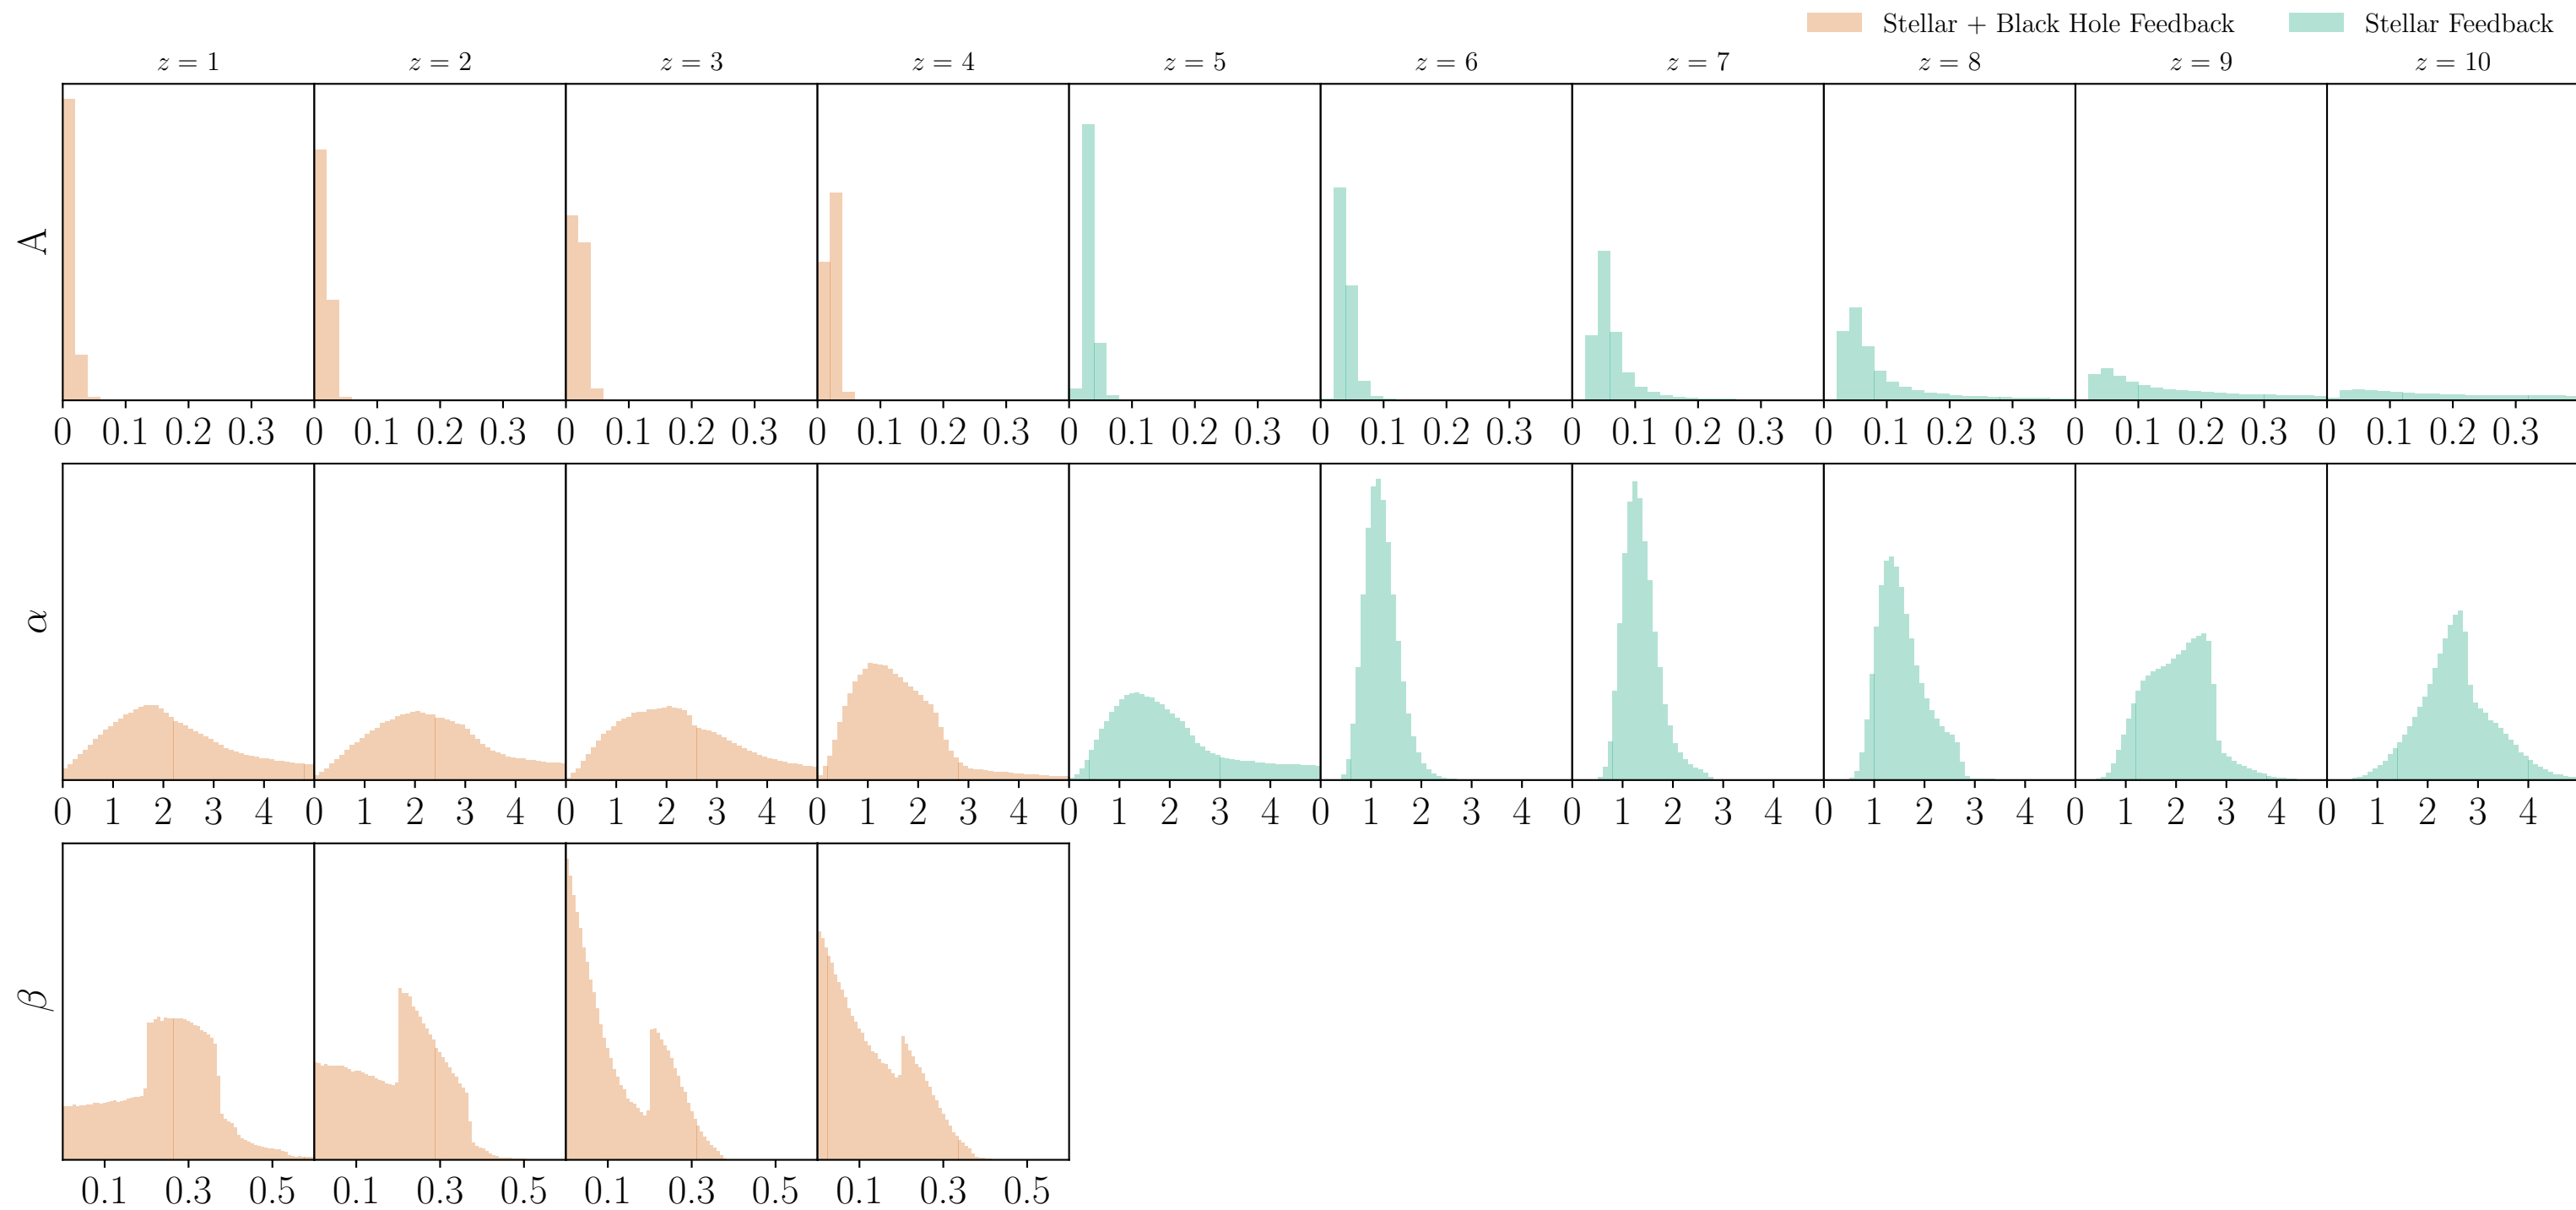 Stellar + Black Hole Feedback Stellar Feedback
z = 1 z = 2 z = 3 z = 4 z = 5 z = 6 z = 7 z = 8 z = 9 z = 10
A
0 0.1 0.2 0.3 0 0.1 0.2 0.3 0 0.1 0.2 0.3 0 0.1 0.2 0.3 0 0.1 0.2 0.3 0 0.1 0.2 0.3 0 0.1 0.2 0.3 0 0.1 0.2 0.3 0 0.1 0.2 0.3 0 0.1 0.2 0.3
α
0 1 2 3 4 0 1 2 3 4 0 1 2 3 4 0 1 2 3 4 0 1 2 3 4 0 1 2 3 4 0 1 2 3 4 0 1 2 3 4 0 1 2 3 4 0 1 2 3 4
β
0.1 0.3 0.5 0.1 0.3 0.5 0.1 0.3 0.5 0.1 0.3 0.5